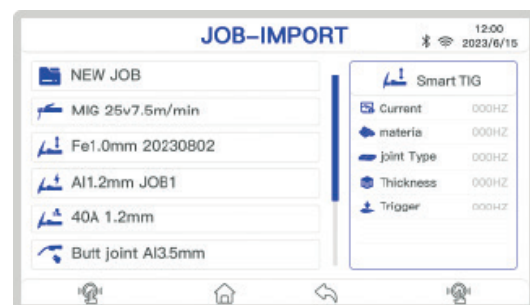 JOB-IMPORT
12:00
2023/6/15
NEW JOB
MIG 25v7.5m/min
Fe1.0mm 20230802
Al1.2mm JOB1
40A 1.2mm
Butt joint Al3.5mm
Smart TIG
Current 000HZ
materia 000HZ
joint Type 000HZ
Thickness 000HZ
Trigger 000HZ